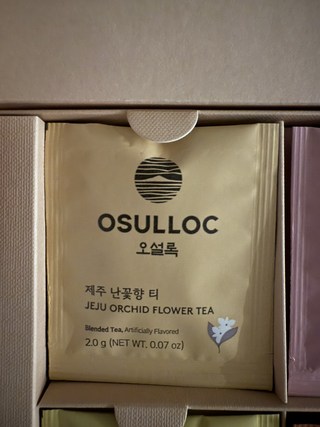 OSULLOC
오설록
제주 난꽃향 티
JEJU ORCHID FLOWER TEA
Blended Tea, Artificially Flavored
2.0 g (NET WT. 0.07 oz)